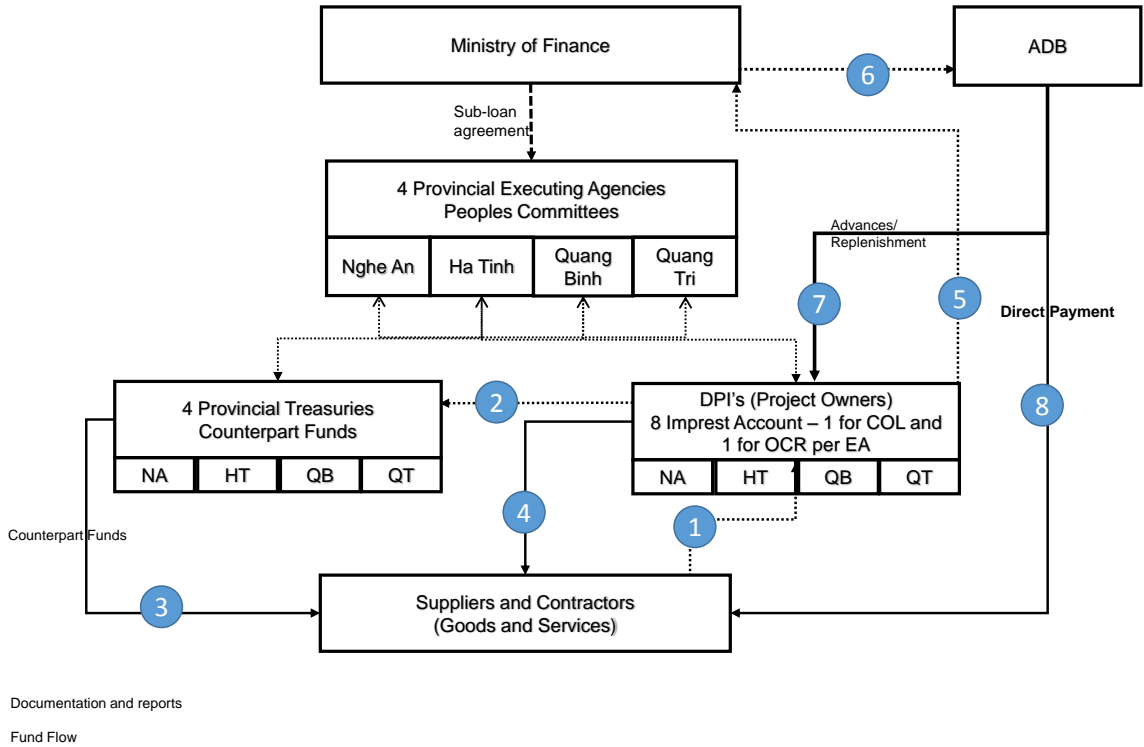 Ministry of Finance
ADB
6
Sub-loan
agreement
4 Provincial Executing Agencies
Peoples Committees
Nghe An
Ha Tinh
Quang
Binh
Quang
Tri
Advances/
Replenishment
7
5
Direct Payment
4 Provincial Treasuries
Counterpart Funds
NA
HT
QB
QT
2
DPI's (Project Owners)
8 Imprest Account – 1 for COL and
1 for OCR per EA
NA
HT
QB
QT
8
4
1
Counterpart Funds
3
Suppliers and Contractors
(Goods and Services)
Documentation and reports
Fund Flow